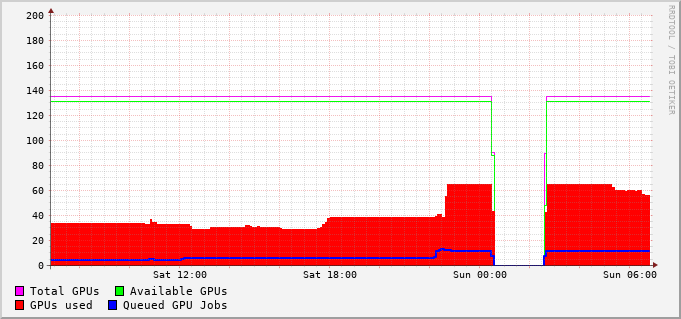 200
180
160
140
120
100
80
60
40
20
0
Sat 12:00 Sat 18:00 Sun 00:00 Sun 06:00
Total GPUs Available GPUs
GPUs used Queued GPU Jobs
RRDTOOL / TOBI OETIKER